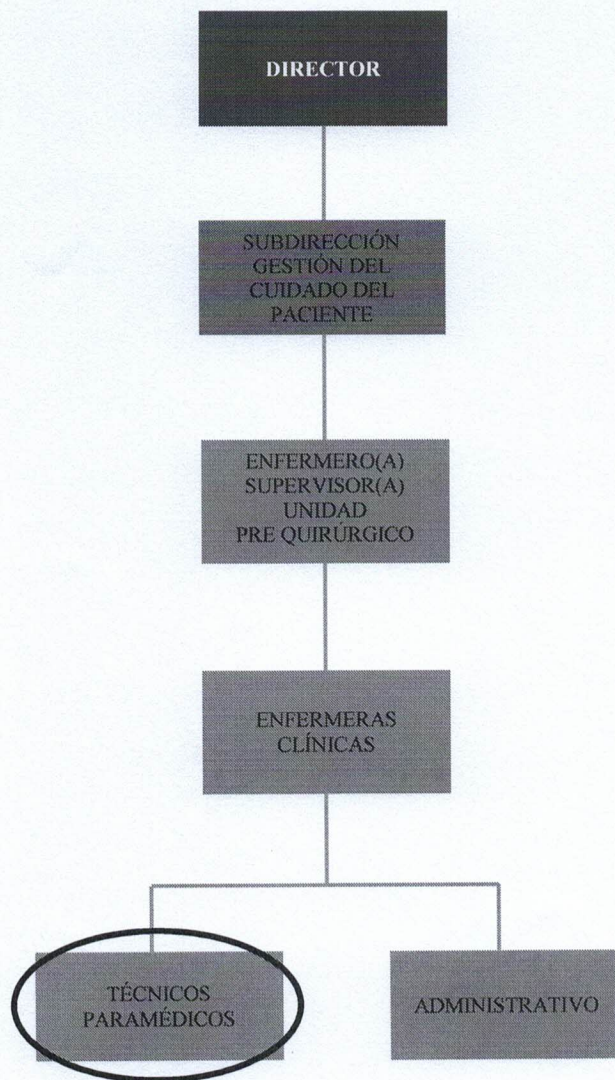 DIRECTOR
SUBDIRECCIÓN
GESTIÓN DEL
CUIDADO DEL
PACIENTE
ENFERMERO(A)
SUPERVISOR(A)
UNIDAD
PRE QUIRÚRGICO
ENFERMERAS
CLÍNICAS
TÉCNICOS
PARAMÉDICOS
ADMINISTRATIVO